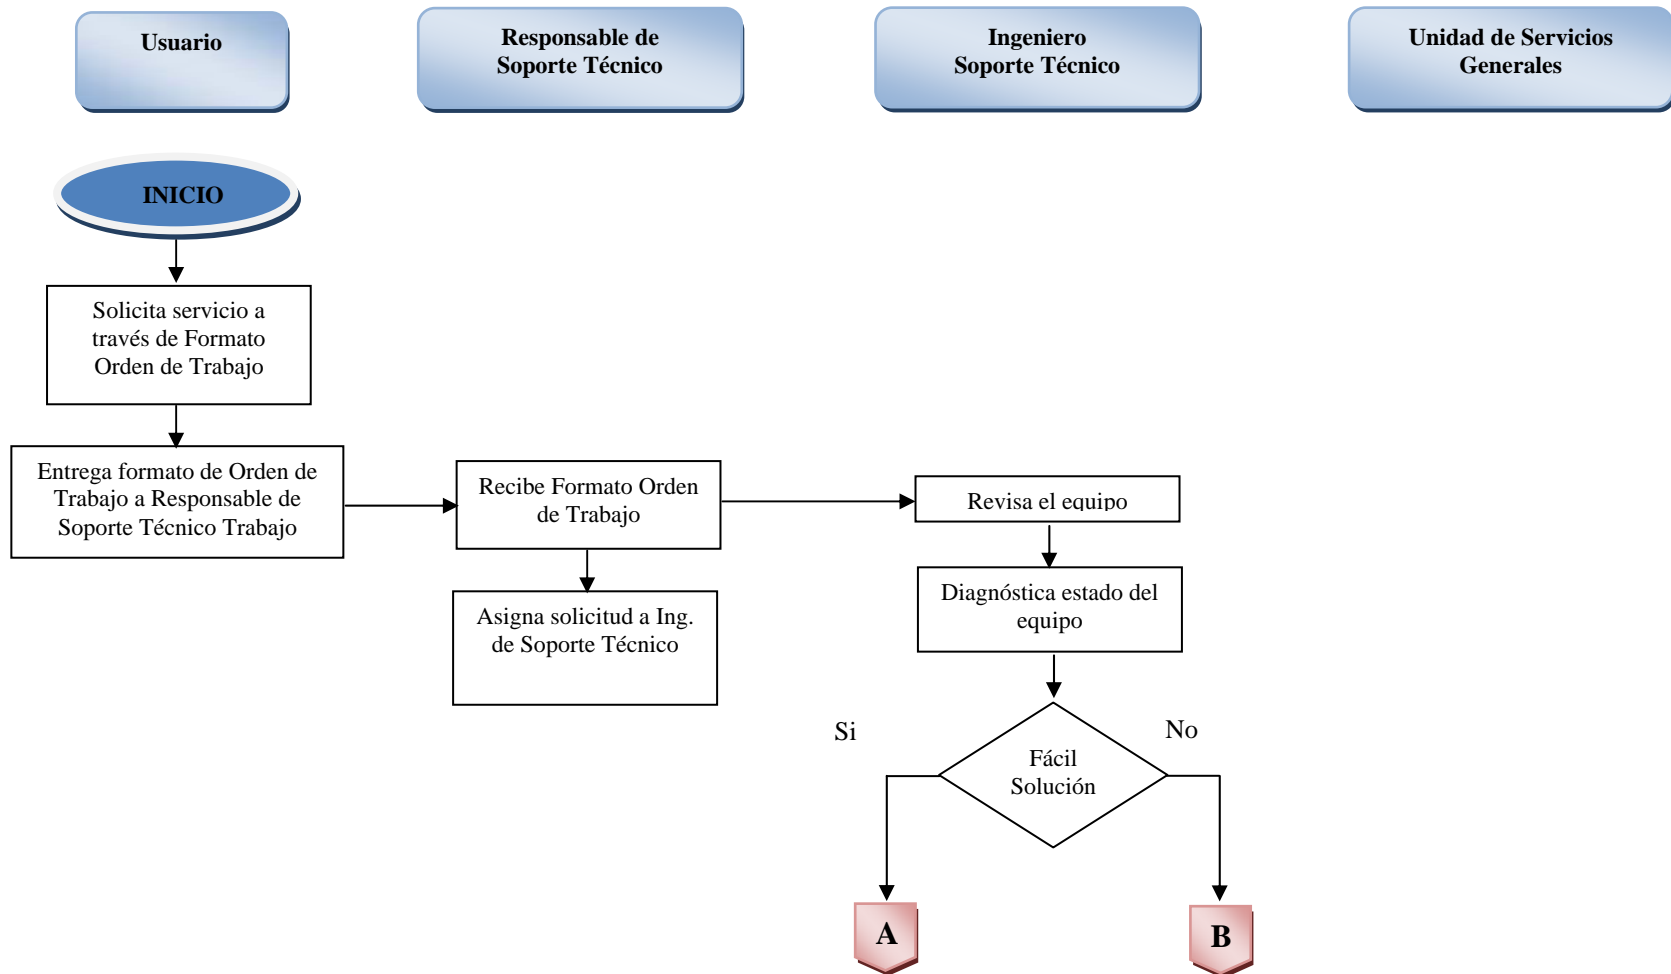 Usuario
Responsable de
Soporte Técnico
Ingeniero
Soporte Técnico
Unidad de Servicios
Generales
INICIO
Solicita servicio a
través de Formato
Orden de Trabajo
Entrega formato de Orden de
Trabajo a Responsable de
Soporte Técnico Trabajo
Recibe Formato Orden
de Trabajo
Asigna solicitud a Ing.
de Soporte Técnico
Revisa el equipo
Diagnóstica estado del
equipo
Si
No
Fácil
Solución
A
B